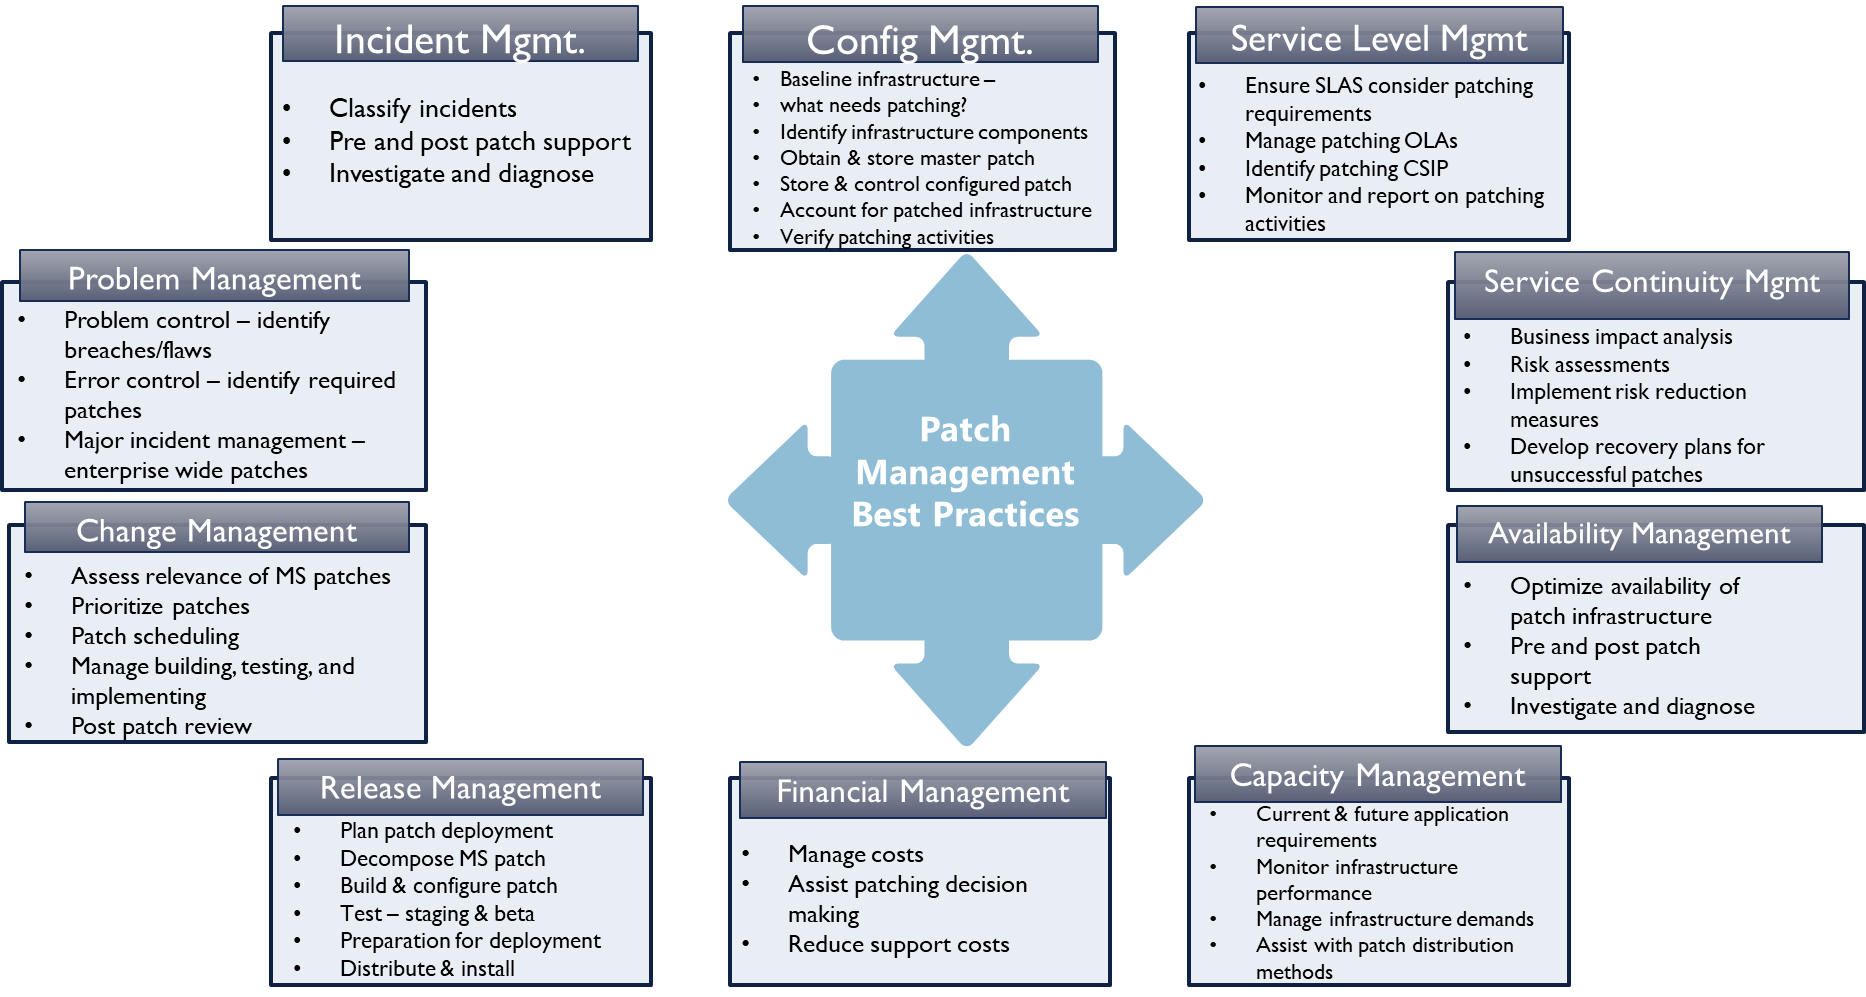 Incident Mgmt.
• Classify incidents
• Pre and post patch support
• Investigate and diagnose
Config Mgmt.
• Baseline infrastructure –
• what needs patching?
• Identify infrastructure components
• Obtain & store master patch
• Store & control configured patch
• Account for patched infrastructure
• Verify patching activities
Service Level Mgmt
• Ensure SLAS consider patching
requirements
• Manage patching OLAs
• Identify patching CSIP
• Monitor and report on patching
activities
Problem Management
• Problem control – identify
breaches/flaws
• Error control – identify required
patches
• Major incident management –
enterprise wide patches
Service Continuity Mgmt
• Business impact analysis
• Risk assessments
• Implement risk reduction
measures
• Develop recovery plans for
unsuccessful patches
Patch
Management
Best Practices
Change Management
• Assess relevance of MS patches
• Prioritize patches
• Patch scheduling
• Manage building, testing, and
implementing
• Post patch review
Availability Management
• Optimize availability of
patch infrastructure
• Pre and post patch
support
• Investigate and diagnose
Release Management
• Plan patch deployment
• Decompose MS patch
• Build & configure patch
• Test – staging & beta
• Preparation for deployment
• Distribute & install
Financial Management
• Manage costs
• Assist patching decision
making
• Reduce support costs
Capacity Management
• Current & future application
requirements
• Monitor infrastructure
performance
• Manage infrastructure demands
• Assist with patch distribution
methods